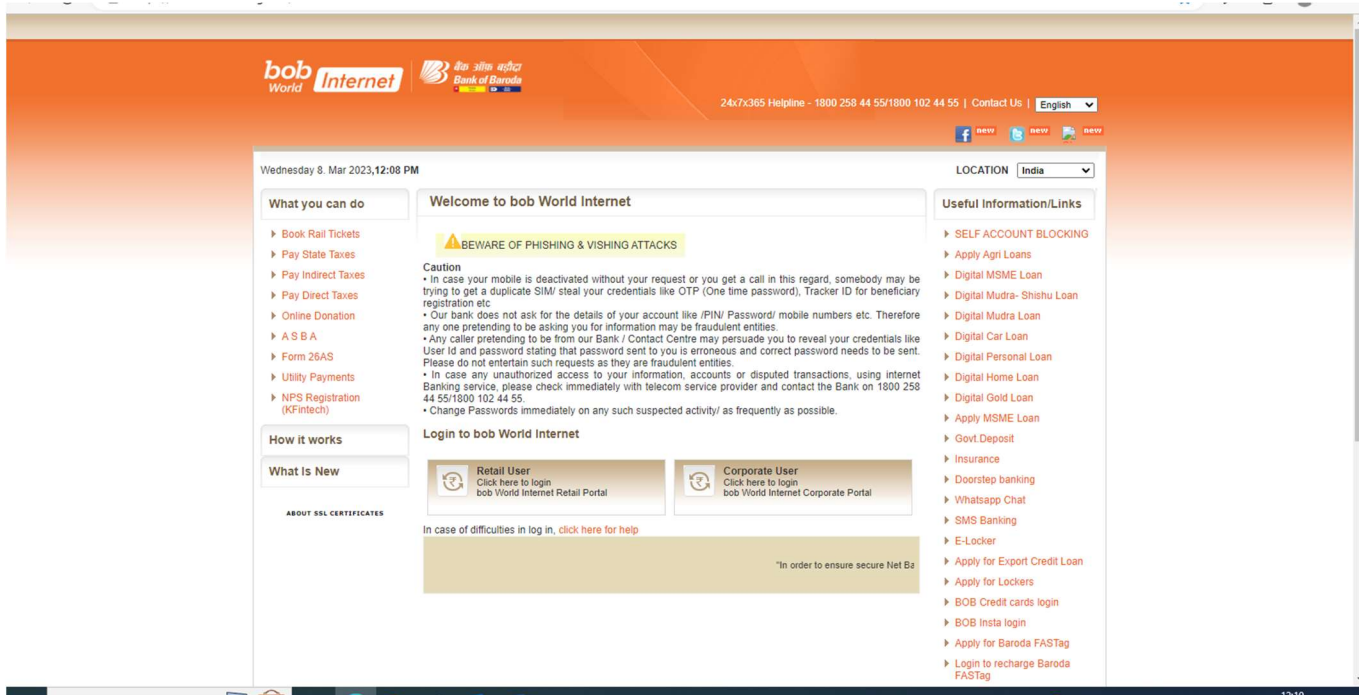 bob
World
Internet
बैंक ऑफ़ बड़ौदा
Bank of Baroda
24x7x365 Helpline - 1800 258 44 55/1800 102 44 55 | Contact Us | English
new new new
Wednesday 8. Mar 2023,12:08 PM
LOCATION India
What you can do
Book Rail Tickets
Pay State Taxes
Pay Indirect Taxes
Pay Direct Taxes
Online Donation
A S B A
Form 26AS
Utility Payments
NPS Registration
(KFintech)
How it works
What Is New
ABOUT SSL CERTIFICATES
Welcome to bob World Internet
BEWARE OF PHISHING & VISHING ATTACKS
Caution
• In case your mobile is deactivated without your request or you get a call in this regard, somebody may be
trying to get a duplicate SIM/ steal your credentials like OTP (One time password), Tracker ID for beneficiary
registration etc
• Our bank does not ask for the details of your account like /PIN/ Password/ mobile numbers etc. Therefore
any one pretending to be asking you for information may be fraudulent entities.
• Any caller pretending to be from our Bank / Contact Centre may persuade you to reveal your credentials like
User Id and password stating that password sent to you is erroneous and correct password needs to be sent.
Please do not entertain such requests as they are fraudulent entities.
• In case any unauthorized access to your information, accounts or disputed transactions, using internet
Banking service, please check immediately with telecom service provider and contact the Bank on 1800 258
44 55/1800 102 44 55.
• Change Passwords immediately on any such suspected activity/ as frequently as possible.
Login to bob World Internet
Retail User
Click here to login
bob World Internet Retail Portal
Corporate User
Click here to login
bob World Internet Corporate Portal
In case of difficulties in log in, click here for help
"In order to ensure secure Net Ba
Useful Information/Links
SELF ACCOUNT BLOCKING
Apply Agri Loans
Digital MSME Loan
Digital Mudra- Shishu Loan
Digital Mudra Loan
Digital Car Loan
Digital Personal Loan
Digital Home Loan
Digital Gold Loan
Apply MSME Loan
Govt.Deposit
Insurance
Doorstep banking
Whatsapp Chat
SMS Banking
E-Locker
Apply for Export Credit Loan
Apply for Lockers
BOB Credit cards login
BOB Insta login
Apply for Baroda FASTag
Login to recharge Baroda
FASTag